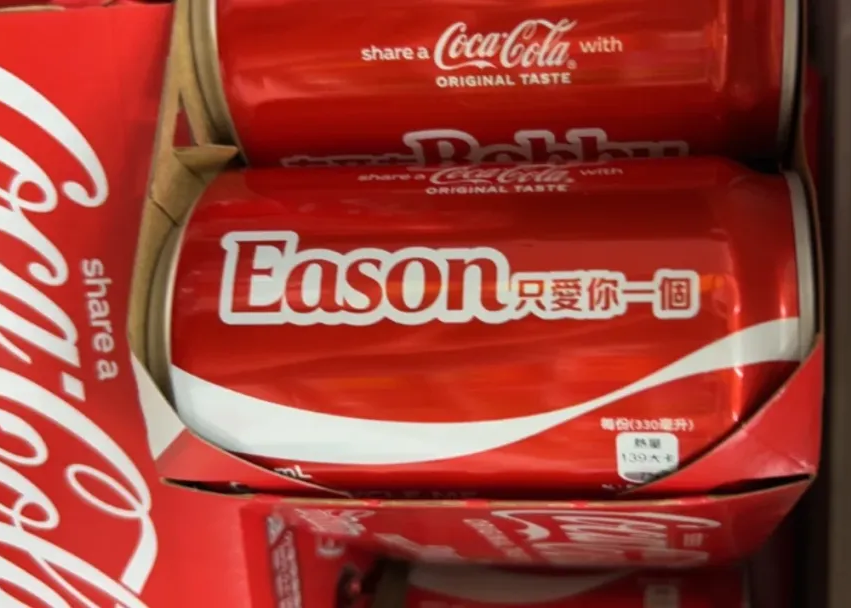 share a Coca-Cola with
ORIGINAL TASTE
Bobby
share a Coca-Cola with
ORIGINAL TASTE
Eason只愛你一個
每份(330毫升)
熱量
139大卡
mL
Coca-Cola
share a